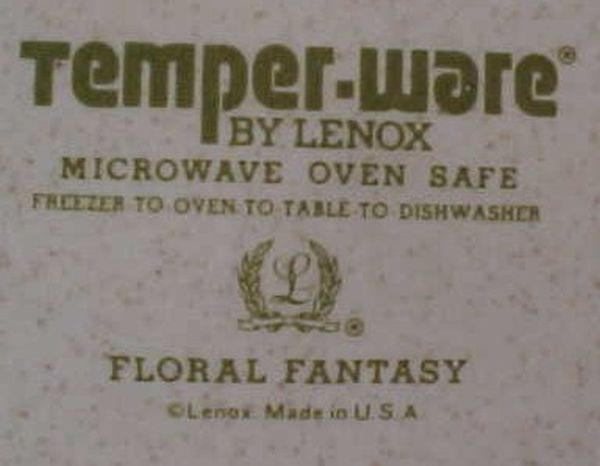 Temper-ware®
BY LENOX
MICROWAVE OVEN SAFE
FREEZER TO OVEN TO TABLE TO DISHWASHER
L
®
FLORAL FANTASY
©Lenox. Made in U.S.A.